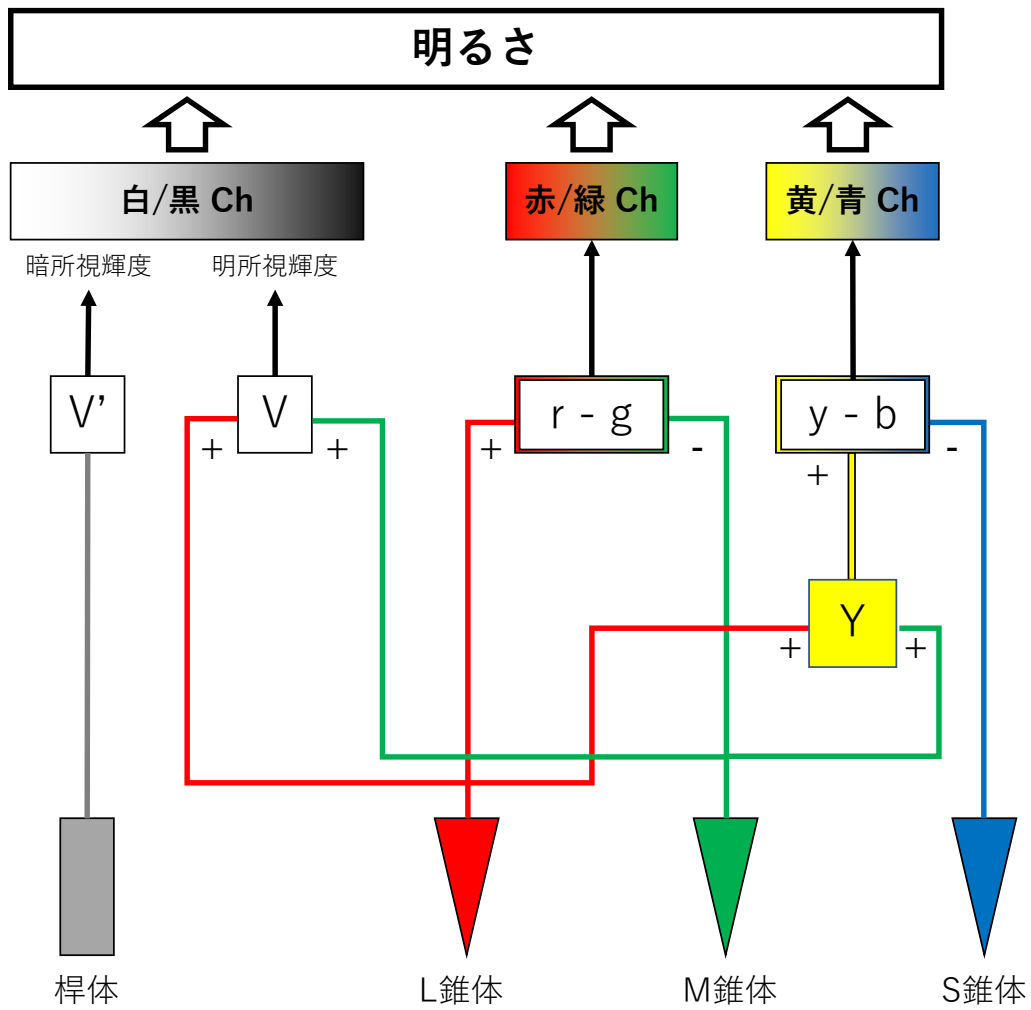 明るさ
白/黒 Ch
赤/緑 Ch
黄/青 Ch
暗所視輝度
明所視輝度
V’
V
r - g
y - b
+
+
+
-
+
-
Y
+
+
桿体
L錐体
M錐体
S錐体